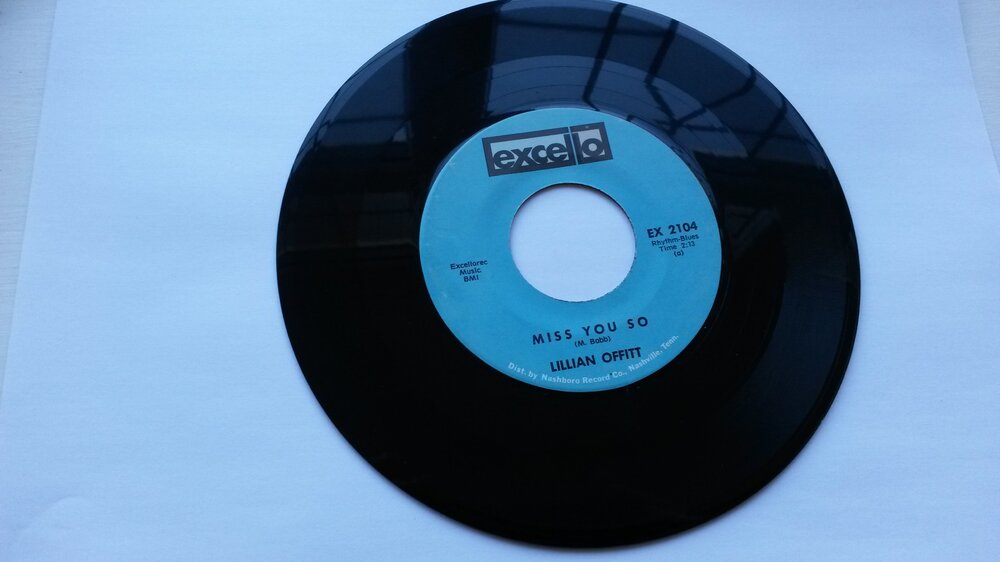 excello
EX 2104
Rhythm-Blues
Time 2:13
(a)
Excellorec
Music
BMI
MISS YOU SO
(M. Babb)
LILLIAN OFFITT
Dist. by Nashboro Record Co., Nashville, Tenn.